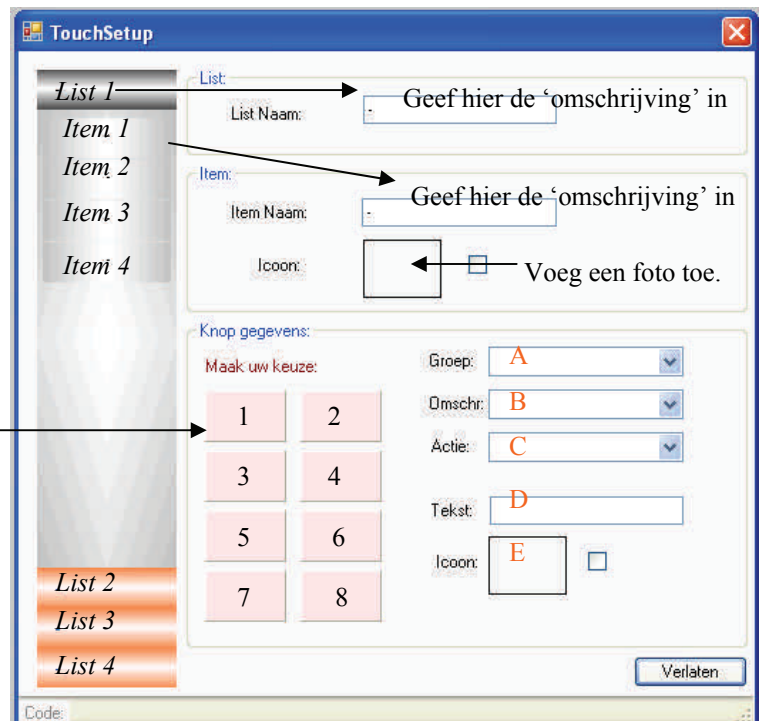 TouchSetup
List 1
Item 1
Item 2
Item 3
Item 4
List 2
List 3
List 4
List:
List Naam:
-
Geef hier de ‘omschrijving’ in
Item:
Item Naam:
-
Geef hier de ‘omschrijving’ in
Icoon:
Voeg een foto toe.
Knop gegevens:
Maak uw keuze:
1 2
3 4
5 6
7 8
Groep: A
Omschr: B
Actie: C
Tekst: D
Icoon: E
Verlaten
Code: